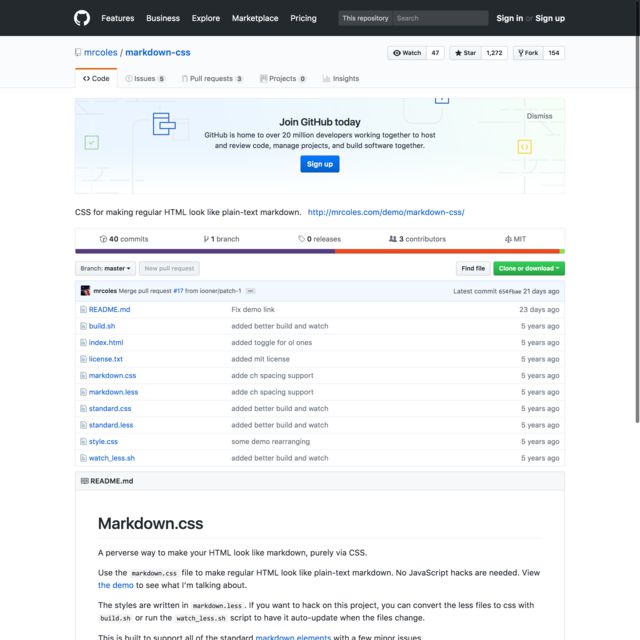 Features Business Explore Marketplace Pricing This repository Search Sign in or Sign up
mrcoles / markdown-css Watch 47 Star 1,272 Fork 154
Code Issues 5 Pull requests 3 Projects 0 Insights
Dismiss
Join GitHub today
GitHub is home to over 20 million developers working together to host
and review code, manage projects, and build software together.
Sign up
CSS for making regular HTML look like plain-text markdown. http://mrcoles.com/demo/markdown-css/
40 commits 1 branch 0 releases 3 contributors MIT
Branch: master New pull request Find file Clone or download
mrcoles Merge pull request #17 from iooner/patch-1 Latest commit 654fbae 21 days ago
README.md Fix demo link 23 days ago
build.sh added better build and watch 5 years ago
index.html added toggle for ol ones 5 years ago
license.txt added mit license 5 years ago
markdown.css adde ch spacing support 5 years ago
markdown.less adde ch spacing support 5 years ago
standard.css added better build and watch 5 years ago
standard.less added better build and watch 5 years ago
style.css some demo rearranging 5 years ago
watch_less.sh added better build and watch 5 years ago
README.md
Markdown.css
A perverse way to make your HTML look like markdown, purely via CSS.
Use the markdown.css file to make regular HTML look like plain-text markdown. No JavaScript hacks are needed. View
the demo to see what I'm talking about.
The styles are written in markdown.less. If you want to hack on this project, you can convert the less files to css with
build.sh or run the watch_less.sh script to have it auto-update when the files change.
This is built to support all of the standard markdown elements with a few minor issues.